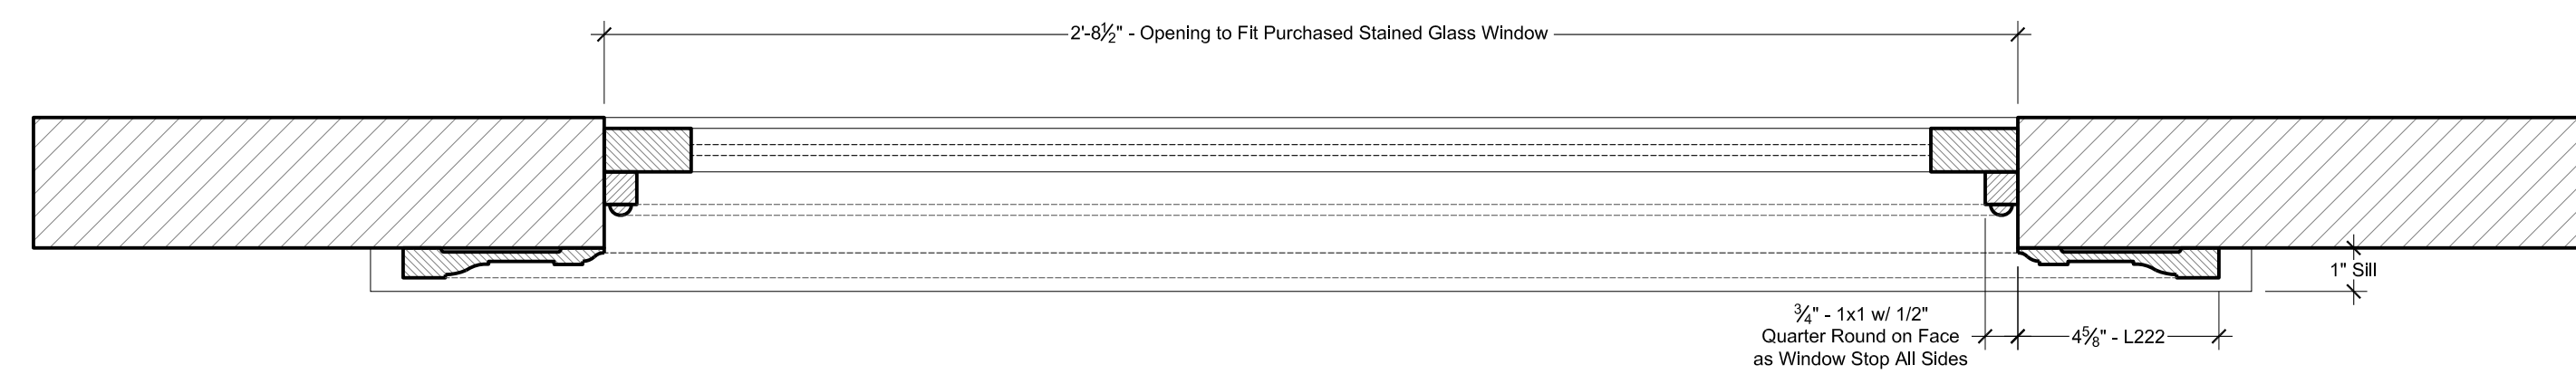 2'-8½" - Opening to Fit Purchased Stained Glass Window
1" Sill
¾" - 1x1 w/ 1/2"
Quarter Round on Face
as Window Stop All Sides
4⅝" - L222